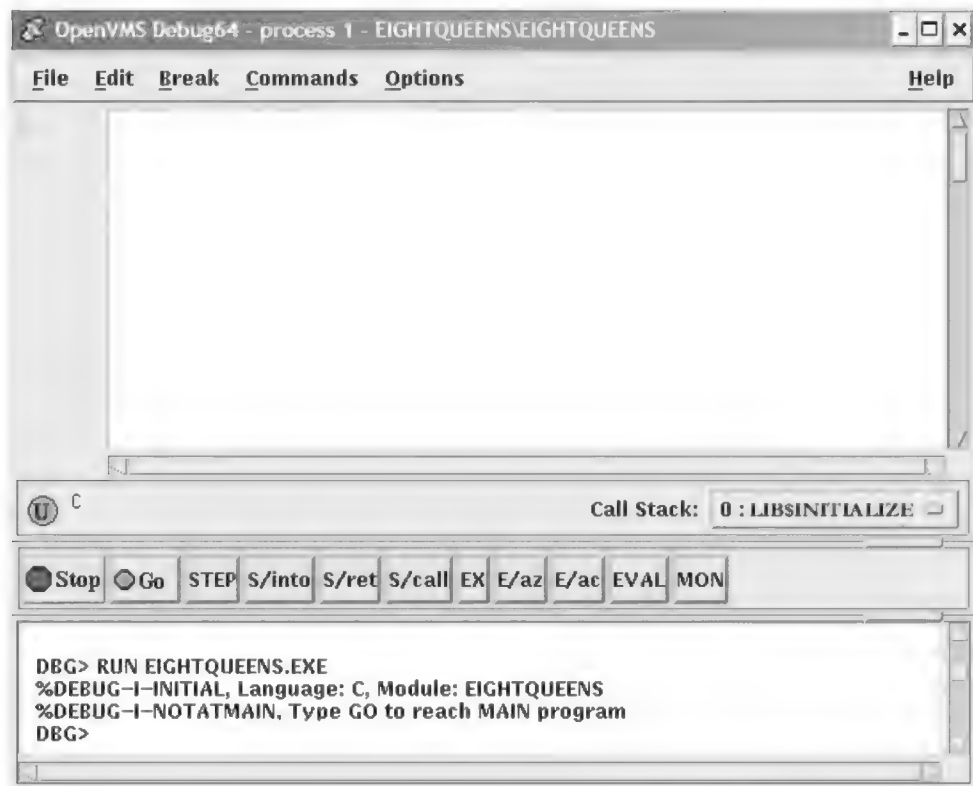 OpenVMS Debug64 - process 1 - EIGHTQUEENS\EIGHTQUEENS
File Edit Break Commands Options Help
U C Call Stack: 0 : LIB$INITIALIZE
Stop Go STEP S/into S/ret S/call EX E/az E/ac EVAL MON
DBG> RUN EIGHTQUEENS.EXE
%DEBUG-I-INITIAL, Language: C, Module: EIGHTQUEENS
%DEBUG-I-NOTATMAIN, Type GO to reach MAIN program
DBG>